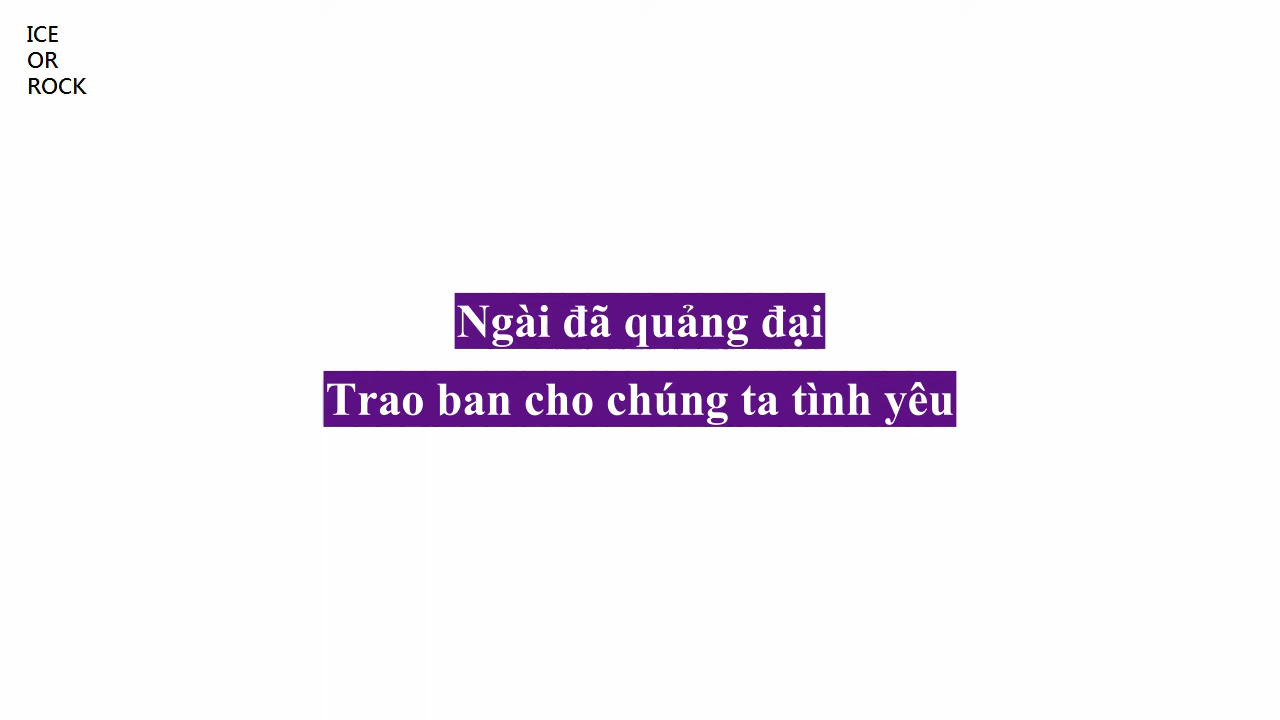 ICE
OR
ROCK
Ngài đã quảng đại
Trao ban cho chúng ta tình yêu